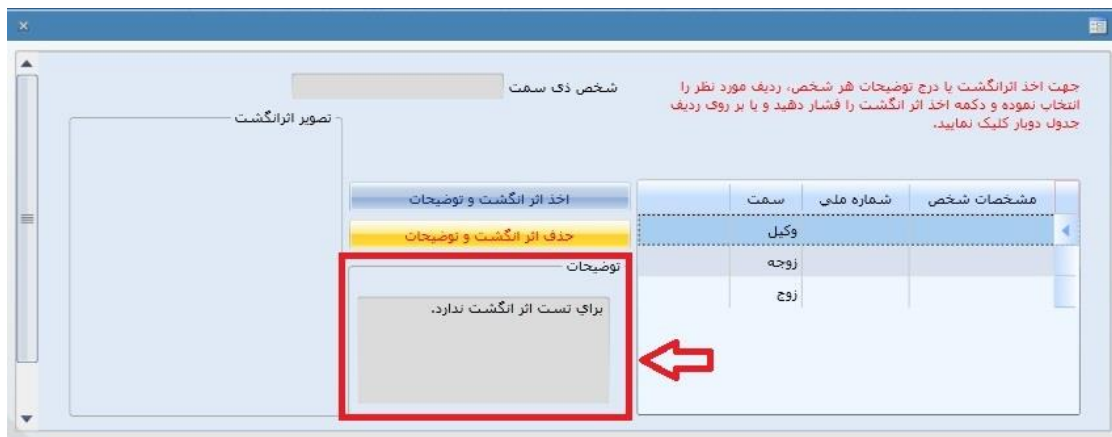 جهت اخذ اثرانگشت یا درج توضیحات هر شخص، ردیف مورد نظر را
انتخاب نموده و دکمه اخذ اثر انگشت را فشار دهید و یا بر روی ردیف
جدول دوبار کلیک نمایید.
مشخصات شخص شماره ملي سمت
وکیل
زوجه
زوج
شخص ذی سمت
اخذ اثر انگشت و توضیحات
حذف اثر انگشت و توضیحات
توضیحات
براي تست اثر انگشت ندارد.
تصویر اثرانگشت